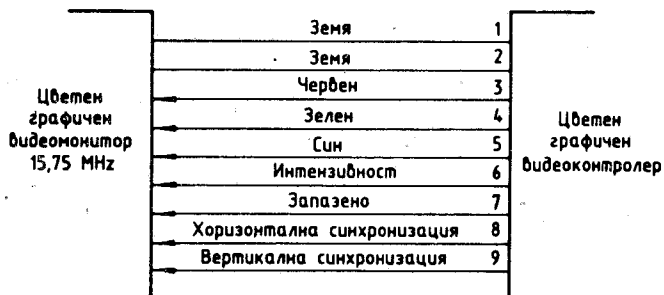 Земя 1
Земя 2
Червен 3
Зелен 4
Син 5
Интензивност 6
Запазено 7
Хоризонтална синхронизация 8
Вертикална синхронизация 9
Цветен
графичен
видеомонитор
15,75 MHz
Цветен
графичен
видеоконтролер